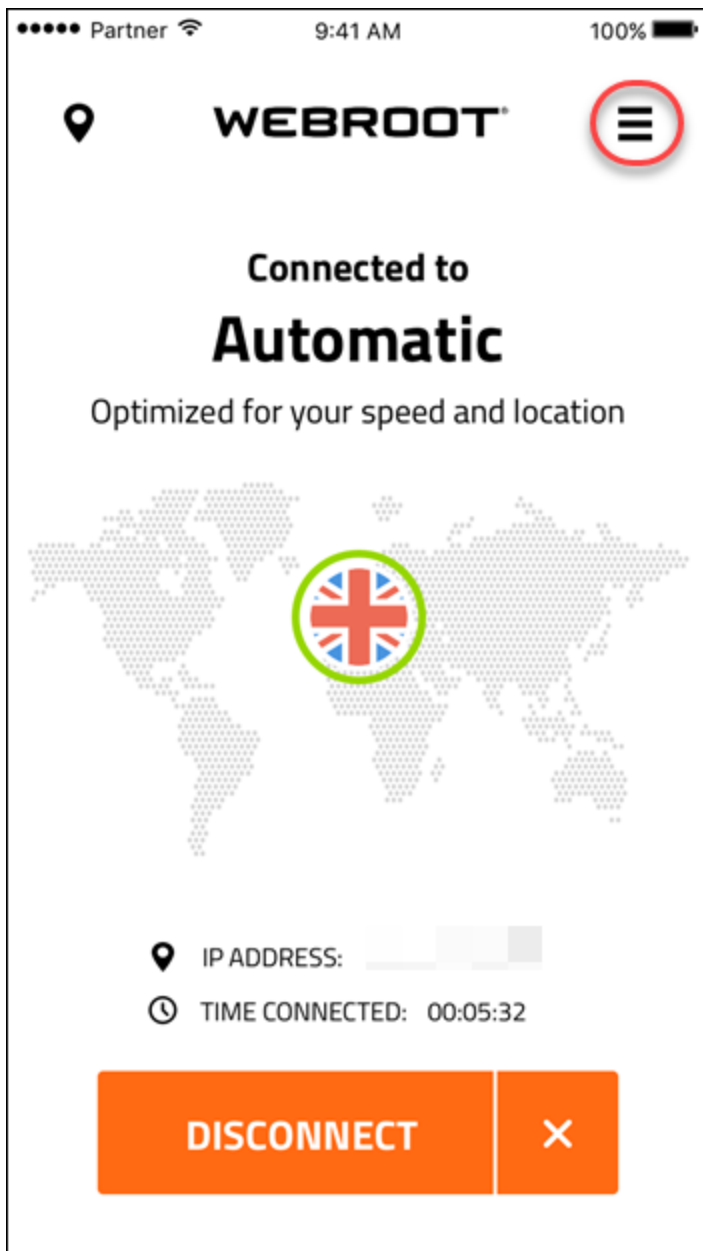 Partner 9:41 AM 100%
WEBROOT®
Connected to
Automatic
Optimized for your speed and location
IP ADDRESS:
TIME CONNECTED: 00:05:32
DISCONNECT